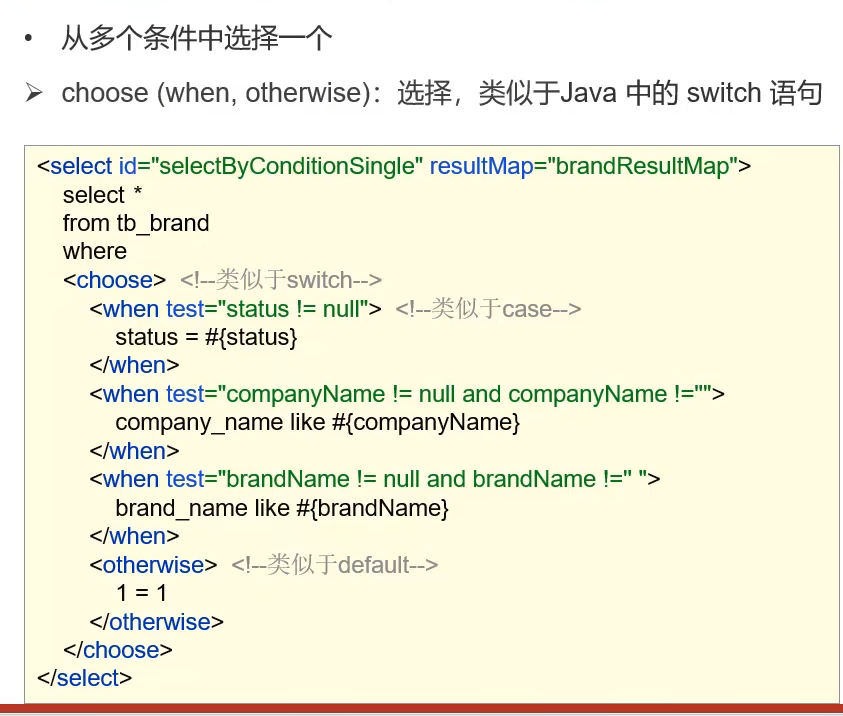 • 从多个条件中选择一个
➢ choose (when, otherwise)：选择，类似于Java 中的 switch 语句
<select id="selectByConditionSingle" resultMap="brandResultMap">
select *
from tb_brand
where
<choose> <!--类似于switch-->
<when test="status != null"> <!--类似于case-->
status = #{status}
</when>
<when test="companyName != null and companyName !=''">
company_name like #{companyName}
</when>
<when test="brandName != null and brandName !=' '">
brand_name like #{brandName}
</when>
<otherwise> <!--类似于default-->
1 = 1
</otherwise>
</choose>
</select>